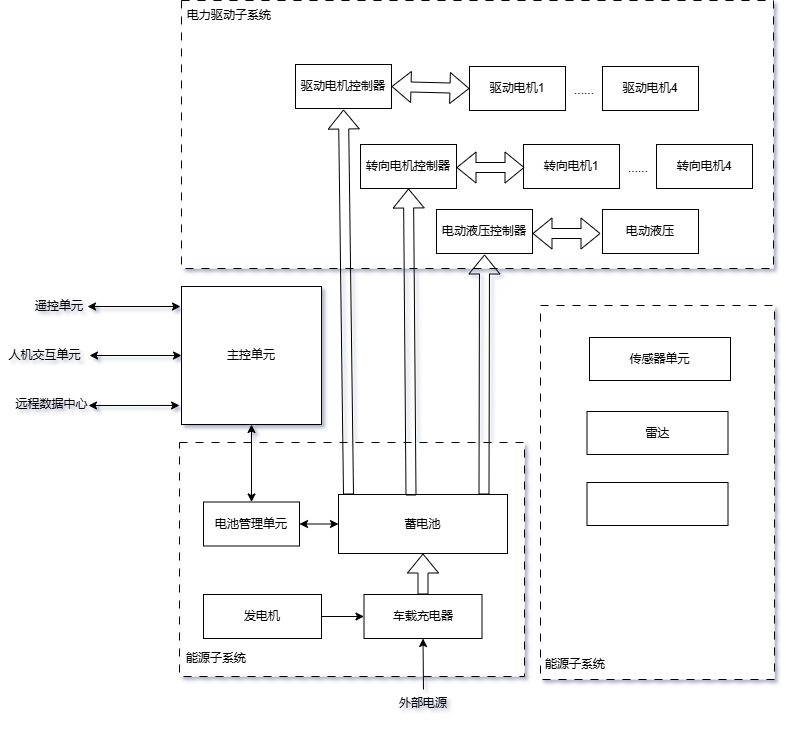 电力驱动子系统
驱动电机控制器
驱动电机1
......
驱动电机4
转向电机控制器
转向电机1
......
转向电机4
电动液压控制器
电动液压
遥控单元
人机交互单元
远程数据中心
主控单元
传感器单元
雷达
电池管理单元
蓄电池
发电机
车载充电器
能源子系统
能源子系统
外部电源